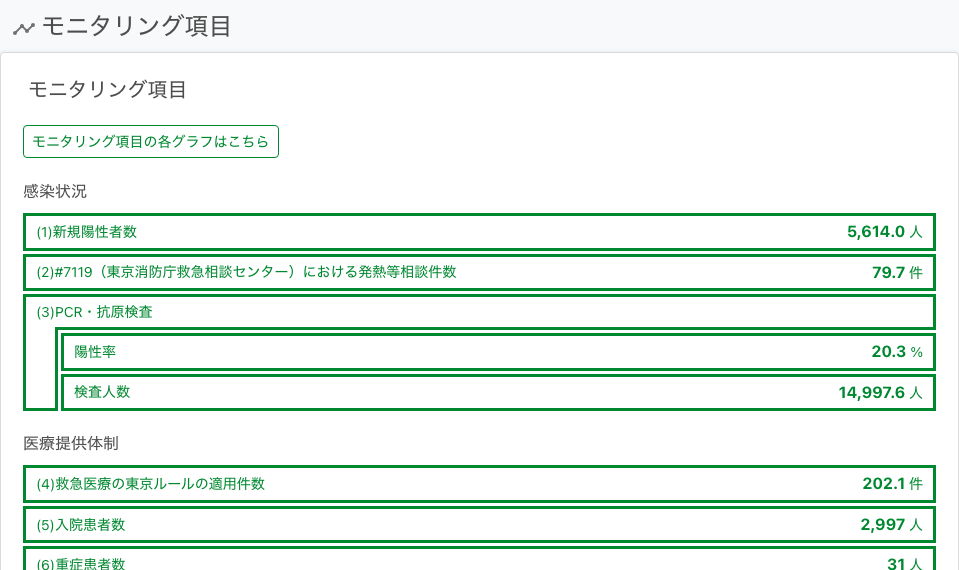 モニタリング項目
モニタリング項目
モニタリング項目の各グラフはこちら
感染状況
(1)新規陽性者数 5,614.0 人
(2)#7119（東京消防庁救急相談センター）における発熱等相談件数 79.7 件
(3)PCR・抗原検査
陽性率 20.3 %
検査人数 14,997.6 人
医療提供体制
(4)救急医療の東京ルールの適用件数 202.1 件
(5)入院患者数 2,997 人
(6)重症患者数 31 人